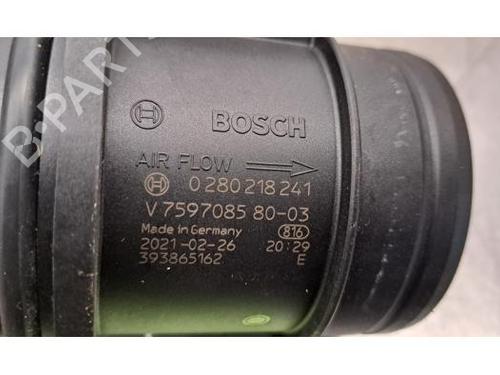 BOSCH
AIR FLOW
0 280 218 241
V 7597085 80-03
Made in Germany 816
2021-02-26 20:29
393865162 E
B-PARTS